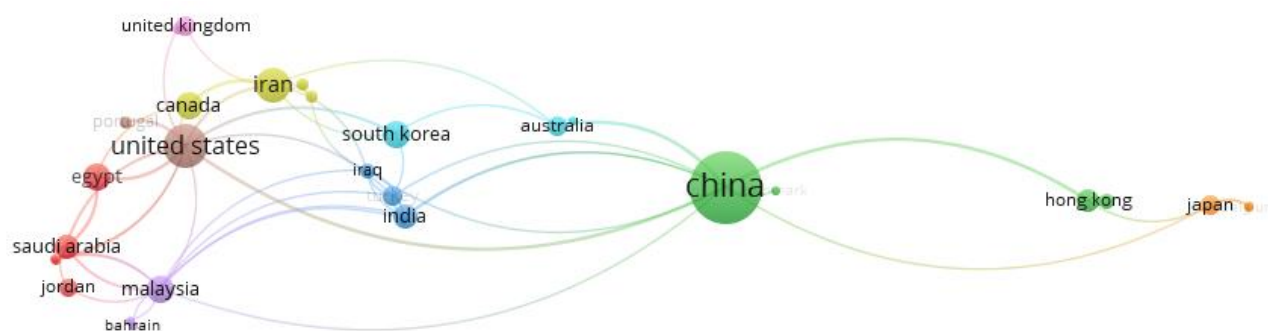 united kingdom
iran
canada
portugal
united states
south korea
australia
egypt
iraq
turkey
india
china
hong kong
japan
saudi arabia
jordan
malaysia
bahrain